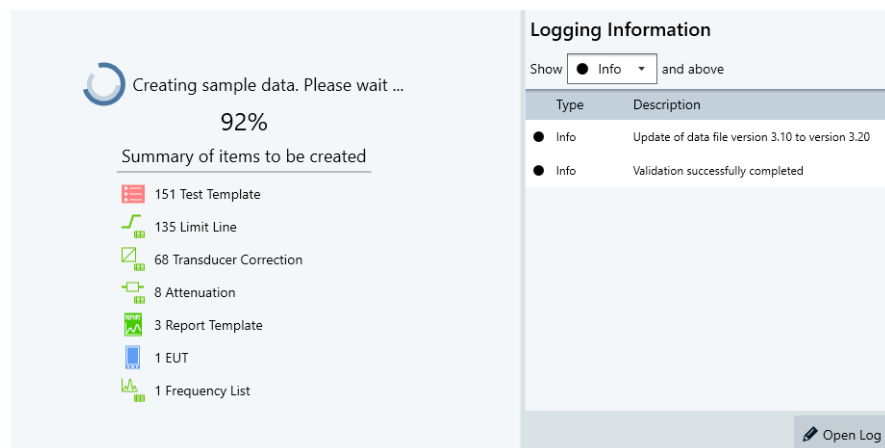 Creating sample data. Please wait ...
92%
Summary of items to be created
151 Test Template
135 Limit Line
68 Transducer Correction
8 Attenuation
REPORT
3 Report Template
1 EUT
1 Frequency List
Logging Information
Show Info and above
Type Description
Info Update of data file version 3.10 to version 3.20
Info Validation successfully completed
Open Log